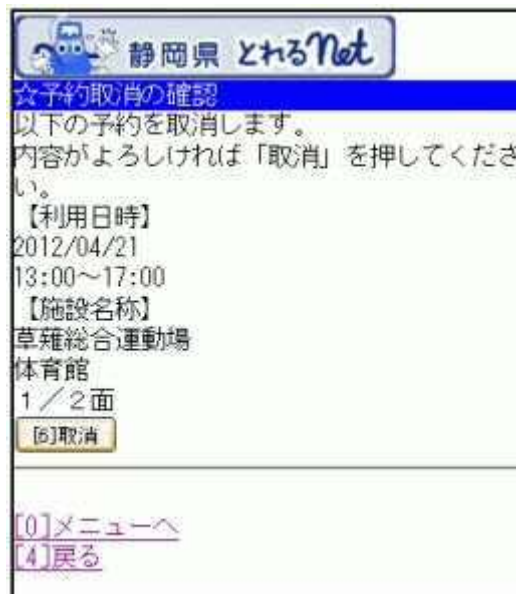 静岡県 とれるNet
☆予約取消の確認
以下の予約を取消します。
内容がよろしければ「取消」を押してくださ
い。
【利用日時】
2012/04/21
13:00～17:00
【施設名称】
草薙総合運動場
体育館
１／２面
[6]取消
[0]メニューへ
[4]戻る